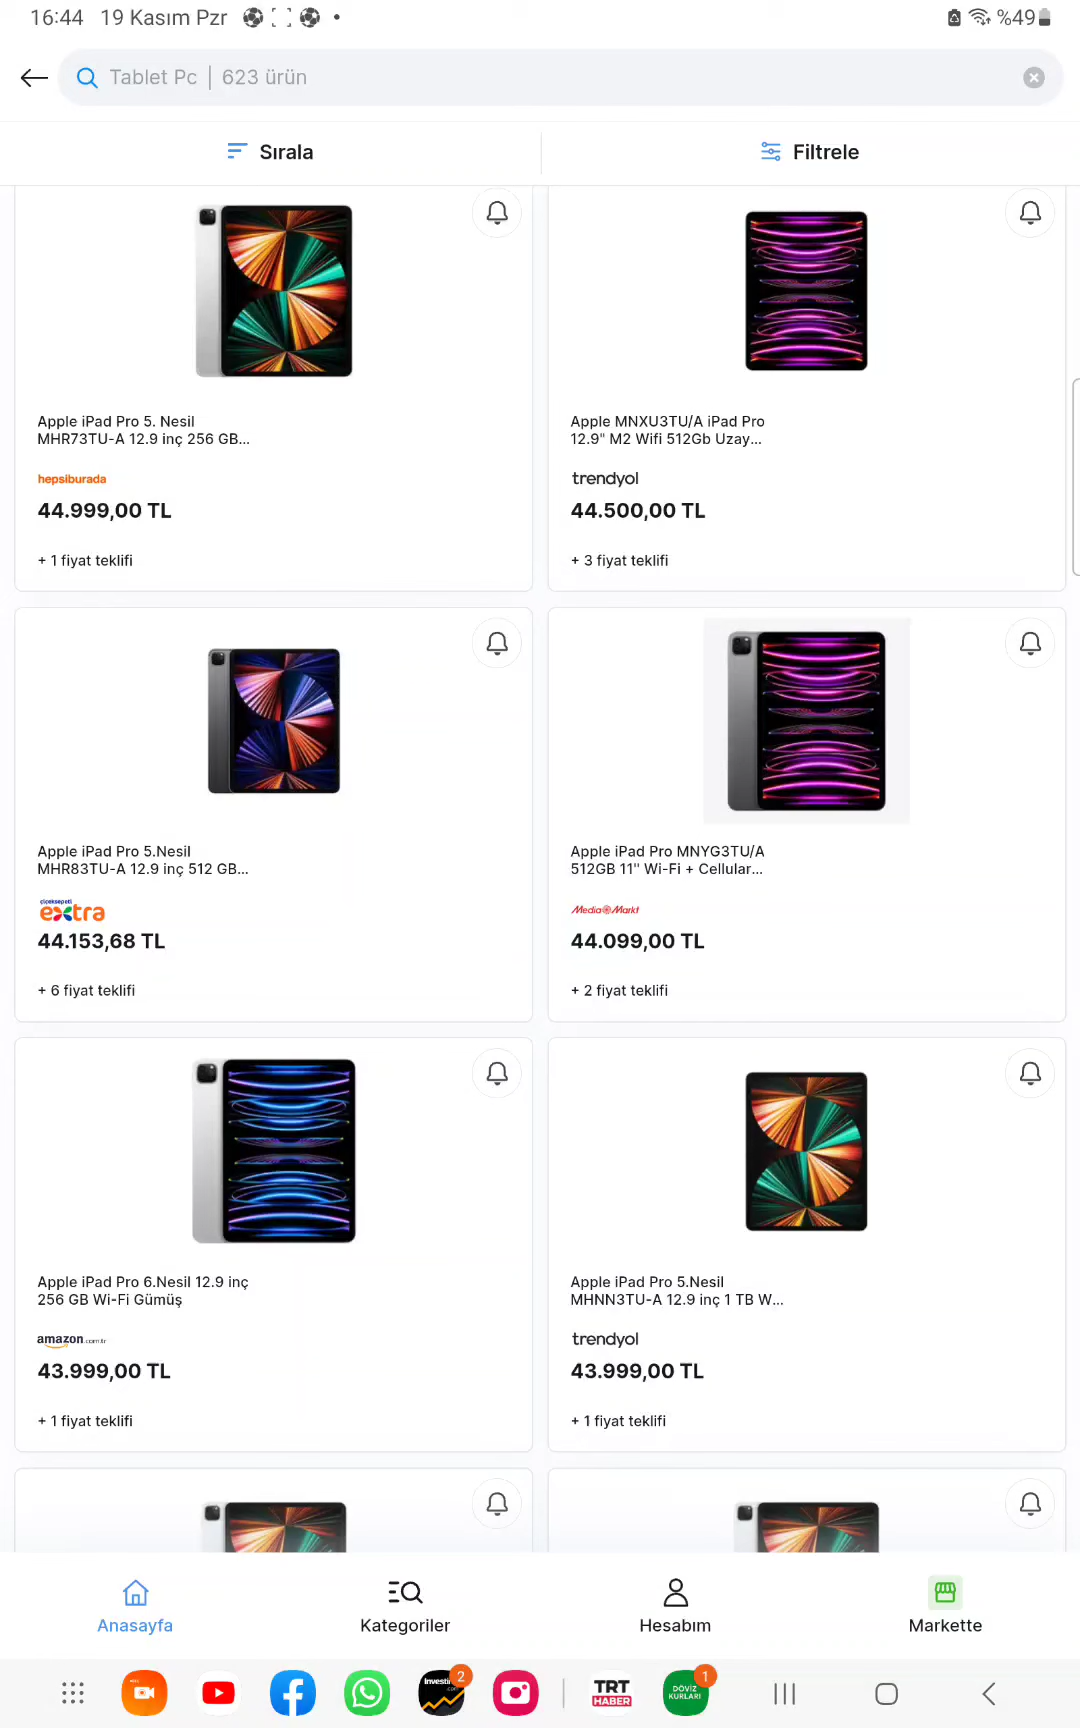 16:44 19 Kasım Pzr
%49
Tablet Pc | 623 ürün
Sırala
Filtrele
Apple iPad Pro 5. Nesil
MHR73TU-A 12.9 inç 256 GB...
hepsiburada
44.999,00 TL
+ 1 fiyat teklifi
Apple MNXU3TU/A iPad Pro
12.9" M2 Wifi 512Gb Uzay...
trendyol
44.500,00 TL
+ 3 fiyat teklifi
Apple iPad Pro 5.Nesil
MHR83TU-A 12.9 inç 512 GB...
çiçeksepeti
extra
44.153,68 TL
+ 6 fiyat teklifi
Apple iPad Pro MNYG3TU/A
512GB 11'' Wi-Fi + Cellular...
MediaMarkt
44.099,00 TL
+ 2 fiyat teklifi
Apple iPad Pro 6.Nesil 12.9 inç
256 GB Wi-Fi Gümüş
amazon.com.tr
43.999,00 TL
+ 1 fiyat teklifi
Apple iPad Pro 5.Nesil
MHNN3TU-A 12.9 inç 1 TB W...
trendyol
43.999,00 TL
+ 1 fiyat teklifi
Anasayfa
Kategoriler
Hesabım
Markette
Investing
.com
2
TRT
HABER
DÖVİZ
KURLARI
1